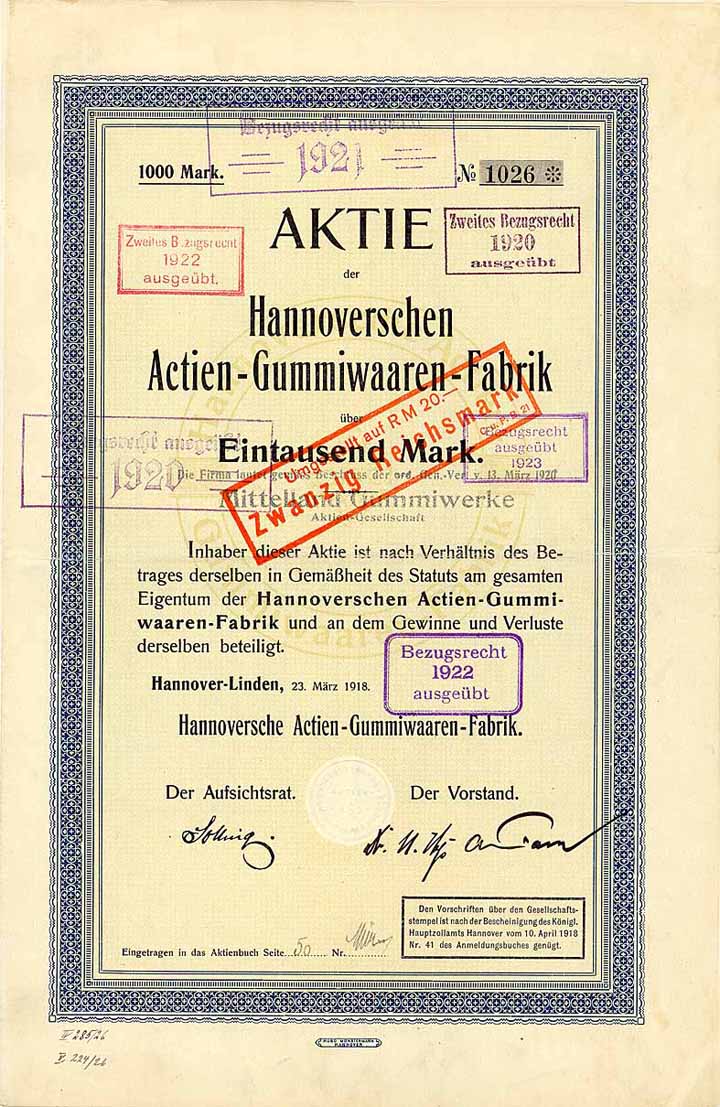 Bezugsrecht ausgeübt
1921
1000 Mark.
№ 1026 *
AKTIE
Zweites Bezugsrecht
1920
ausgeübt
Zweites Bezugsrecht
1922
ausgeübt.
der
Hannoverschen
Actien-Gummiwaaren-Fabrik
über
Eintausend Mark.
Umgestellt auf RM 20.—
Zwanzig Reichsmark
Bezugsrecht
ausgeübt
1923
Bezugsrecht ausgeübt
1920
Die Firma lautet gemäss Beschluss der ord. Gen.-Ver. v. 13. März 1920
Mittelland Gummiwerke
Aktien-Gesellschaft
Inhaber dieser Aktie ist nach Verhältnis des Be-
trages derselben in Gemäßheit des Statuts am gesamten
Eigentum der Hannoverschen Actien-Gummi-
waaren-Fabrik und an dem Gewinne und Verluste
derselben beteiligt.
Bezugsrecht
1922
ausgeübt
Hannover-Linden, 23. März 1918.
Hannoversche Actien-Gummiwaaren-Fabrik.
Der Aufsichtsrat.
Der Vorstand.
Den Vorschriften über den Gesellschafts-
stempel ist nach der Bescheinigung des Königl.
Hauptzollamts Hannover vom 10. April 1918
Nr. 41 des Anmeldungsbuches genügt.
Eingetragen in das Aktienbuch Seite 50 Nr.